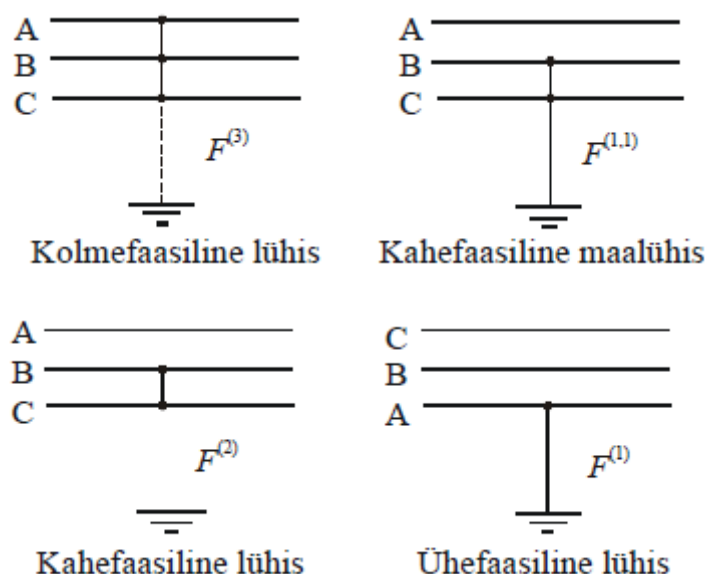 A
B
C
F(3)
Kolmefaasiline lühis
A
B
C
F(1,1)
Kahefaasiline maalühis
A
B
C
F(2)
Kahefaasiline lühis
C
B
A
F(1)
Ühefaasiline lühis